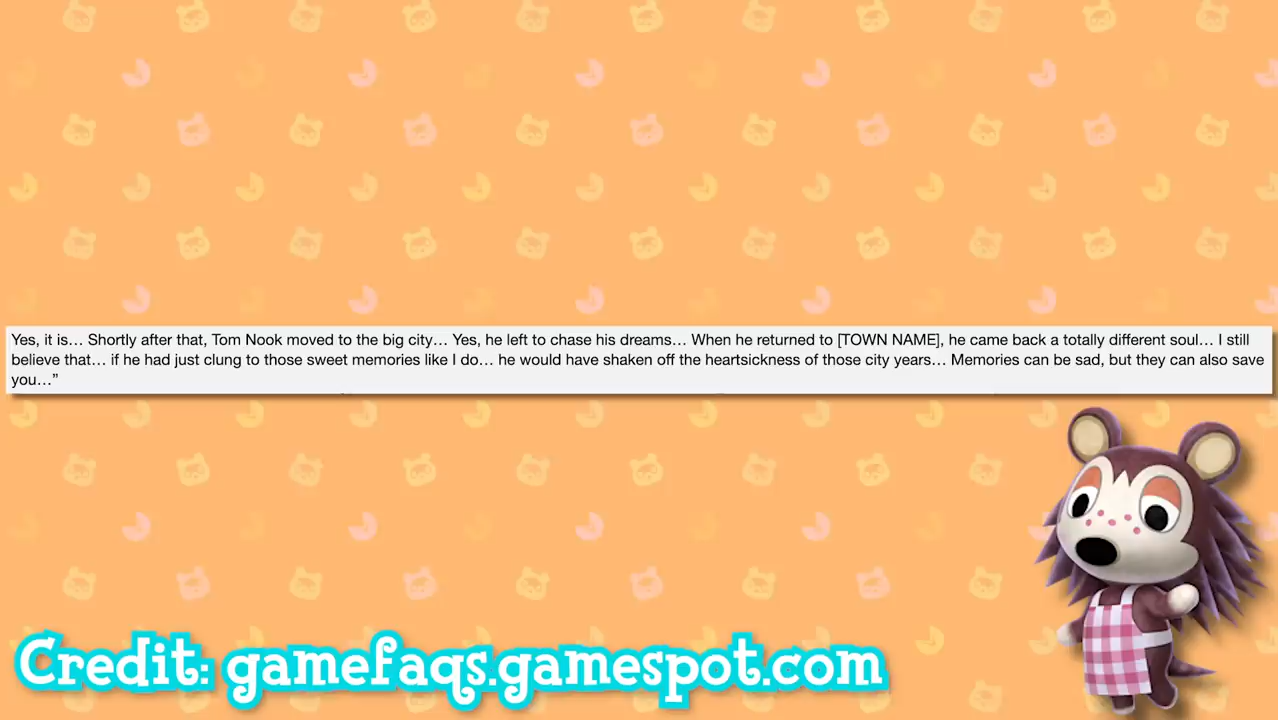 Yes, it is… Shortly after that, Tom Nook moved to the big city… Yes, he left to chase his dreams… When he returned to [TOWN NAME], he came back a totally different soul… I still
believe that… if he had just clung to those sweet memories like I do… he would have shaken off the heartsickness of those city years… Memories can be sad, but they can also save
you…”
Credit: gamefaqs.gamespot.com